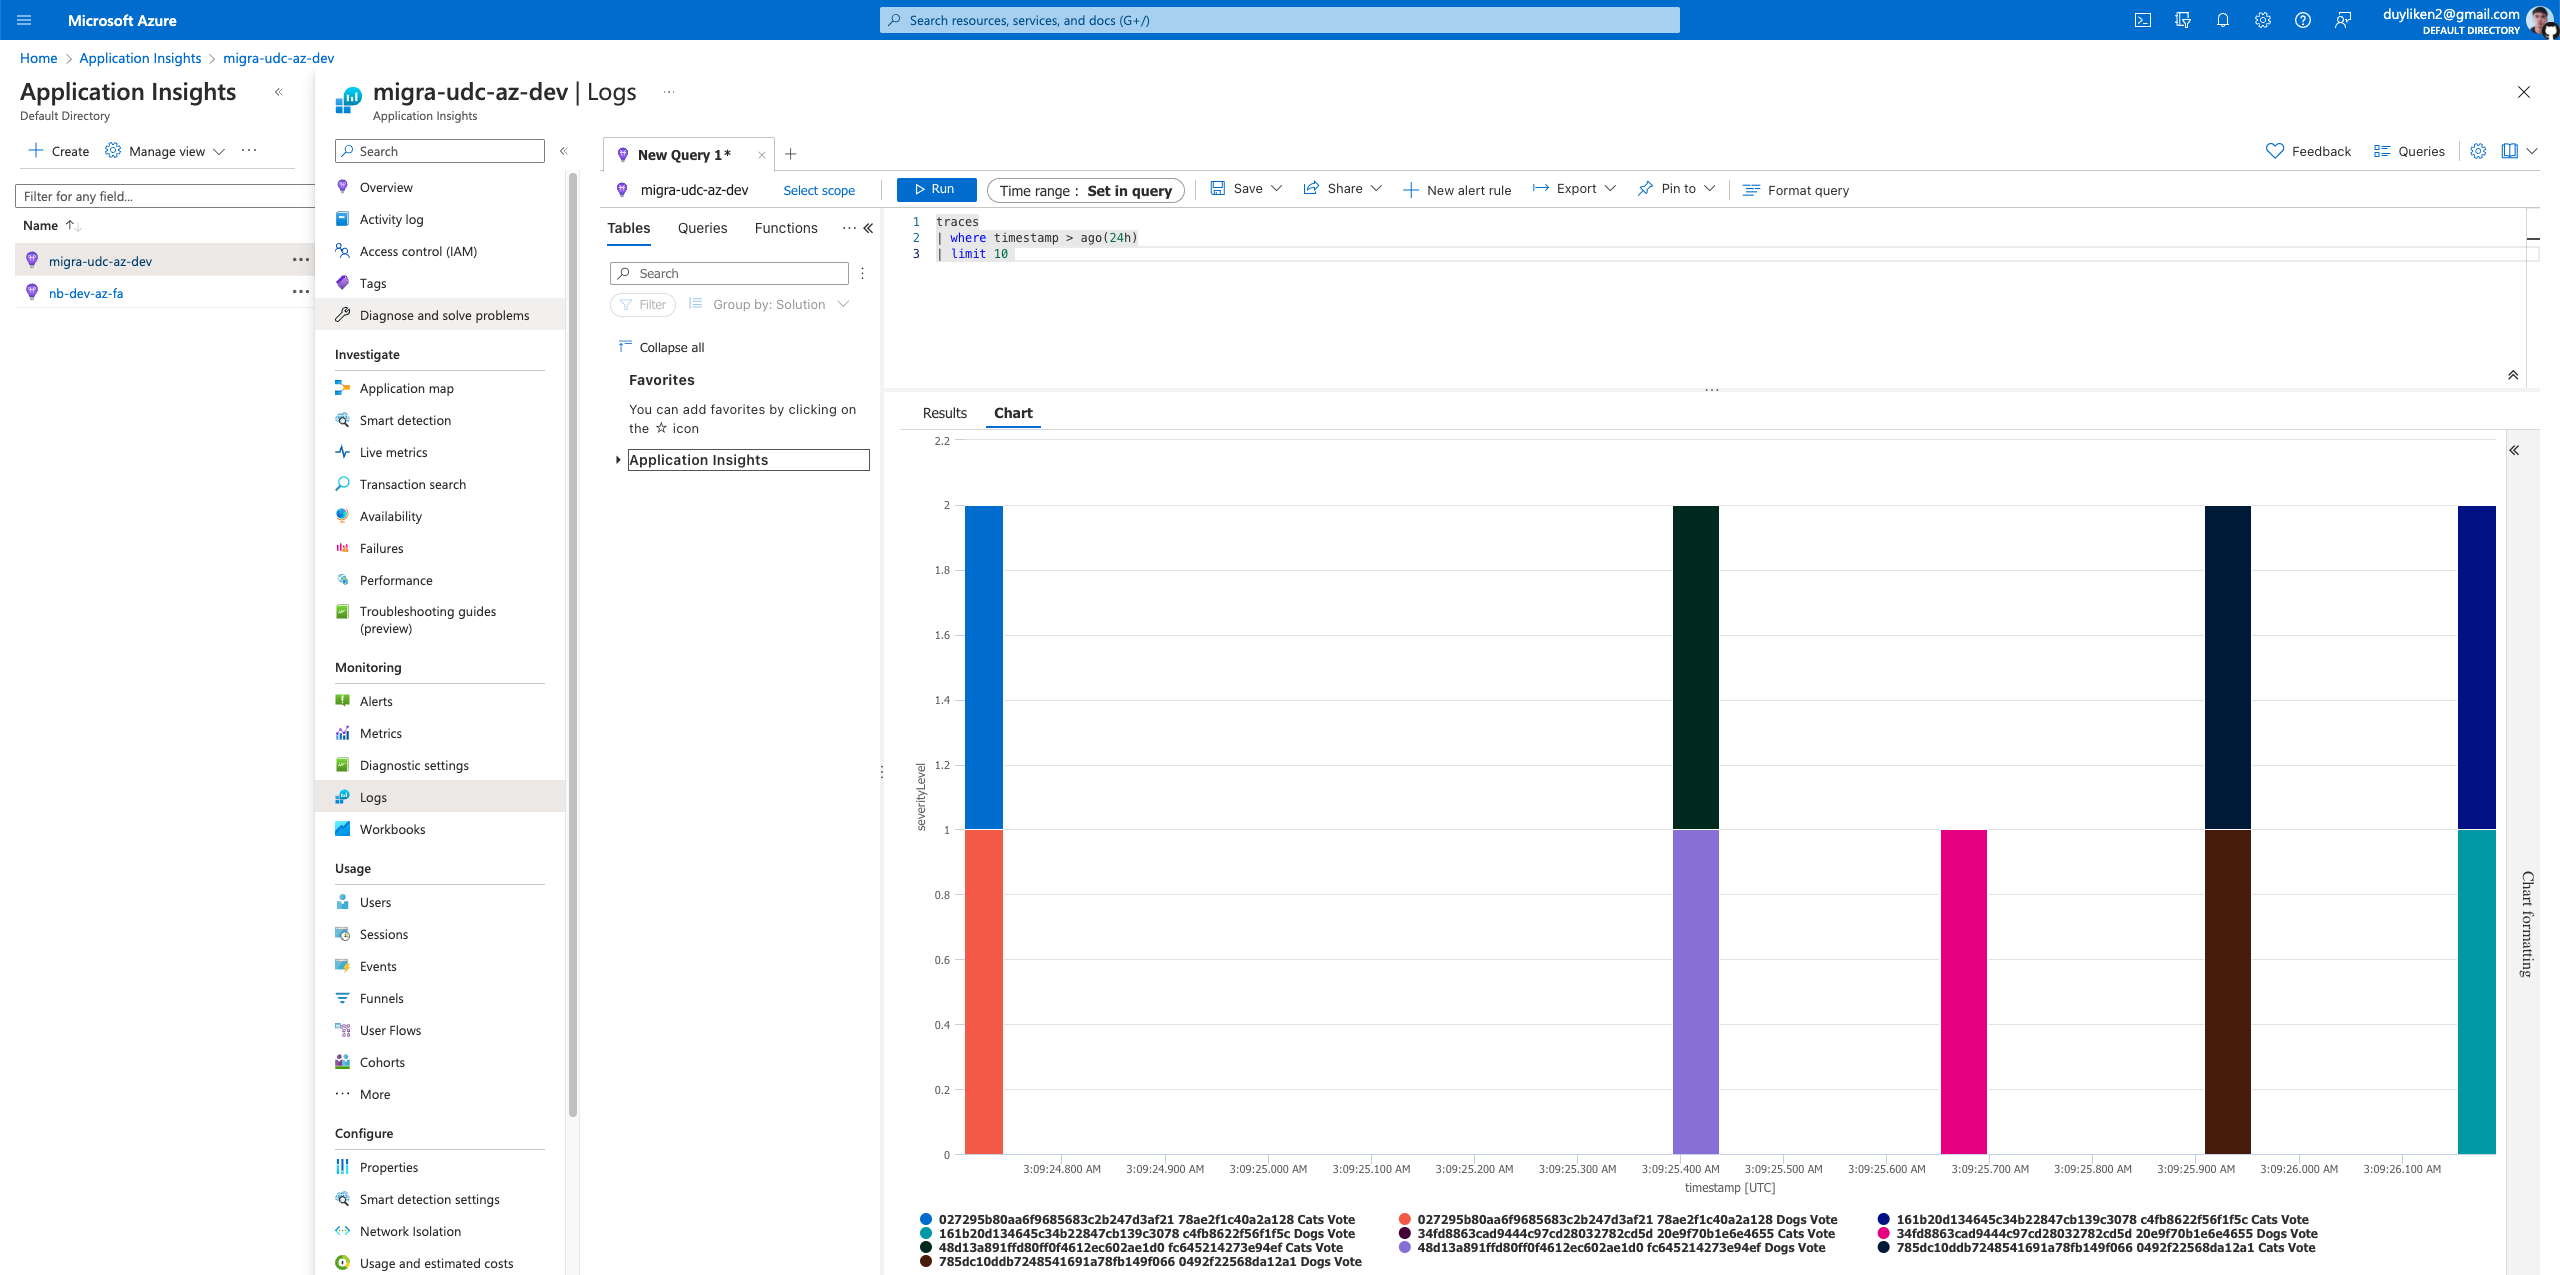 Microsoft Azure
Search resources, services, and docs (G+/)
duyliken2@gmail.com
DEFAULT DIRECTORY
Home > Application Insights > migra-udc-az-dev
Application Insights
Default Directory
Create Manage view
Filter for any field...
Name
migra-udc-az-dev
nb-dev-az-fa
migra-udc-az-dev | Logs
Application Insights
Search
Overview
Activity log
Access control (IAM)
Tags
Diagnose and solve problems
Investigate
Application map
Smart detection
Live metrics
Transaction search
Availability
Failures
Performance
Troubleshooting guides
(preview)
Monitoring
Alerts
Metrics
Diagnostic settings
Logs
Workbooks
Usage
Users
Sessions
Events
Funnels
User Flows
Cohorts
More
Configure
Properties
Smart detection settings
Network Isolation
Usage and estimated costs
New Query 1*
Feedback Queries
migra-udc-az-dev Select scope Run Time range : Set in query Save Share New alert rule Export Pin to Format query
Tables Queries Functions
Search
Filter Group by: Solution
Collapse all
Favorites
You can add favorites by clicking on
the ☆ icon
Application Insights
1 traces
2 | where timestamp > ago(24h)
3 | limit 10
Results Chart
2.2
2
1.8
1.6
1.4
1.2
1
0.8
0.6
0.4
0.2
0
severityLevel
3:09:24.800 AM 3:09:24.900 AM 3:09:25.000 AM 3:09:25.100 AM 3:09:25.200 AM 3:09:25.300 AM 3:09:25.400 AM 3:09:25.500 AM 3:09:25.600 AM 3:09:25.700 AM 3:09:25.800 AM 3:09:25.900 AM 3:09:26.000 AM 3:09:26.100 AM
timestamp [UTC]
027295b80aa6f9685683c2b247d3af21 78ae2f1c40a2a128 Cats Vote 027295b80aa6f9685683c2b247d3af21 78ae2f1c40a2a128 Dogs Vote 161b20d134645c34b22847cb139c3078 c4fb8622f56f1f5c Cats Vote
161b20d134645c34b22847cb139c3078 c4fb8622f56f1f5c Dogs Vote 34fd8863cad9444c97cd28032782cd5d 20e9f70b1e6e4655 Cats Vote 34fd8863cad9444c97cd28032782cd5d 20e9f70b1e6e4655 Dogs Vote
48d13a891ffd80ff0f4612ec602ae1d0 fc645214273e94ef Cats Vote 48d13a891ffd80ff0f4612ec602ae1d0 fc645214273e94ef Dogs Vote 785dc10ddb7248541691a78fb149f066 0492f22568da12a1 Cats Vote
785dc10ddb7248541691a78fb149f066 0492f22568da12a1 Dogs Vote
Chart formatting